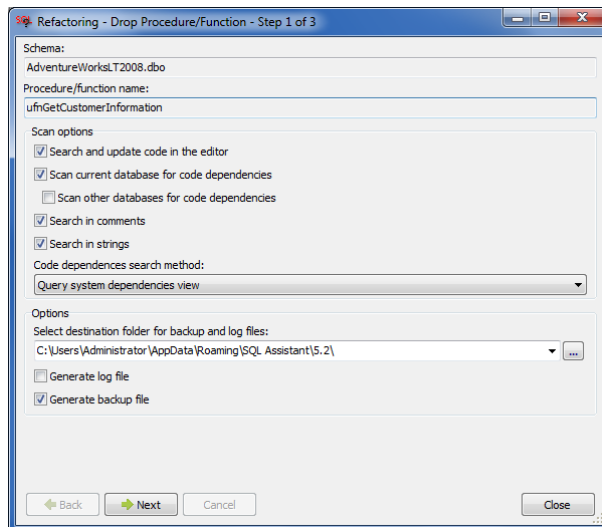 SQL Refactoring - Drop Procedure/Function - Step 1 of 3
Schema:
AdventureWorksLT2008.dbo
Procedure/function name:
ufnGetCustomerInformation
Scan options
Search and update code in the editor
Scan current database for code dependencies
Scan other databases for code dependencies
Search in comments
Search in strings
Code dependences search method:
Query system dependencies view
Options
Select destination folder for backup and log files:
C:\Users\Administrator\AppData\Roaming\SQL Assistant\5.2\
...
Generate log file
Generate backup file
Back Next Cancel Close